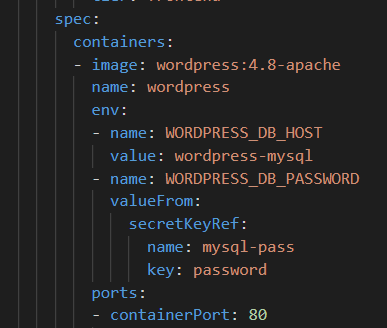 spec:
containers:
- image: wordpress:4.8-apache
name: wordpress
env:
- name: WORDPRESS_DB_HOST
value: wordpress-mysql
- name: WORDPRESS_DB_PASSWORD
valueFrom:
secretKeyRef:
name: mysql-pass
key: password
ports:
- containerPort: 80